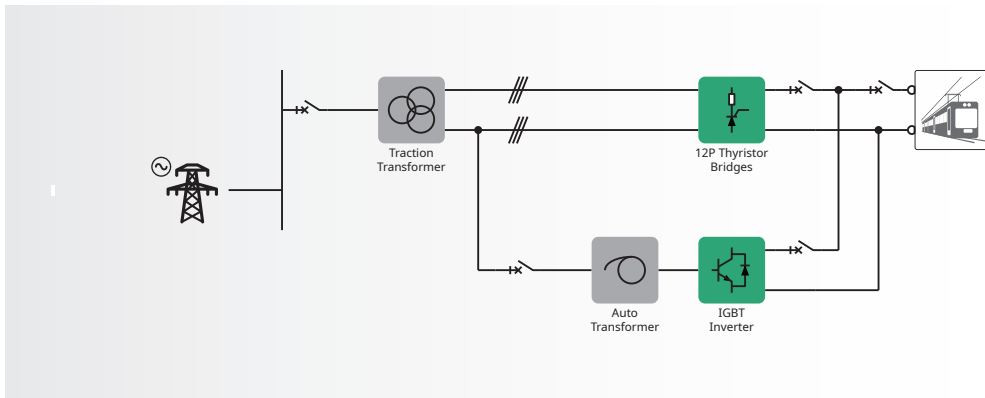 Traction
Transformer
12P Thyristor
Bridges
Auto
Transformer
IGBT
Inverter